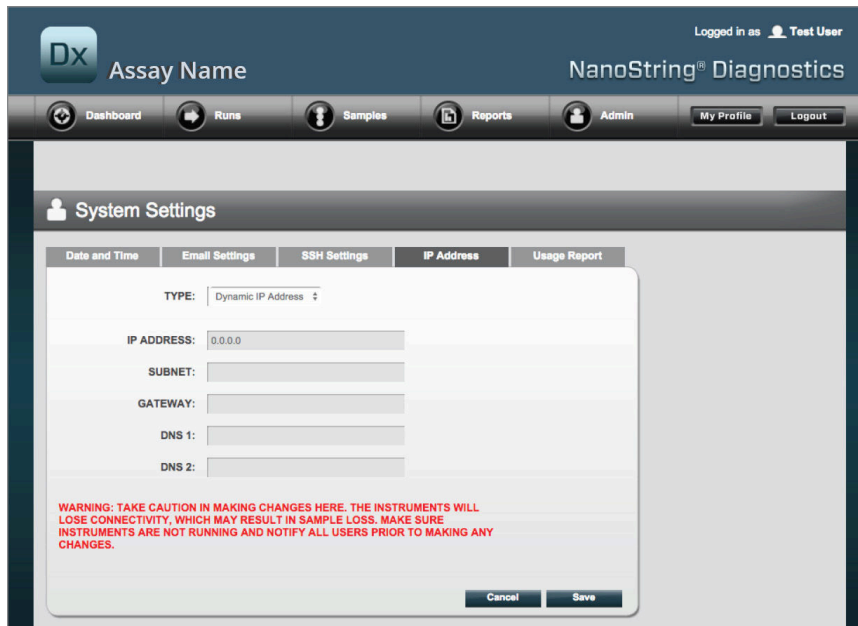 Logged in as Test User
Dx Assay Name
NanoString® Diagnostics
Dashboard Runs Samples Reports Admin My Profile Logout
System Settings
Date and Time Email Settings SSH Settings IP Address Usage Report
TYPE: Dynamic IP Address
IP ADDRESS: 0.0.0.0
SUBNET:
GATEWAY:
DNS 1:
DNS 2:
WARNING: TAKE CAUTION IN MAKING CHANGES HERE. THE INSTRUMENTS WILL
LOSE CONNECTIVITY, WHICH MAY RESULT IN SAMPLE LOSS. MAKE SURE
INSTRUMENTS ARE NOT RUNNING AND NOTIFY ALL USERS PRIOR TO MAKING ANY
CHANGES.
Cancel Save